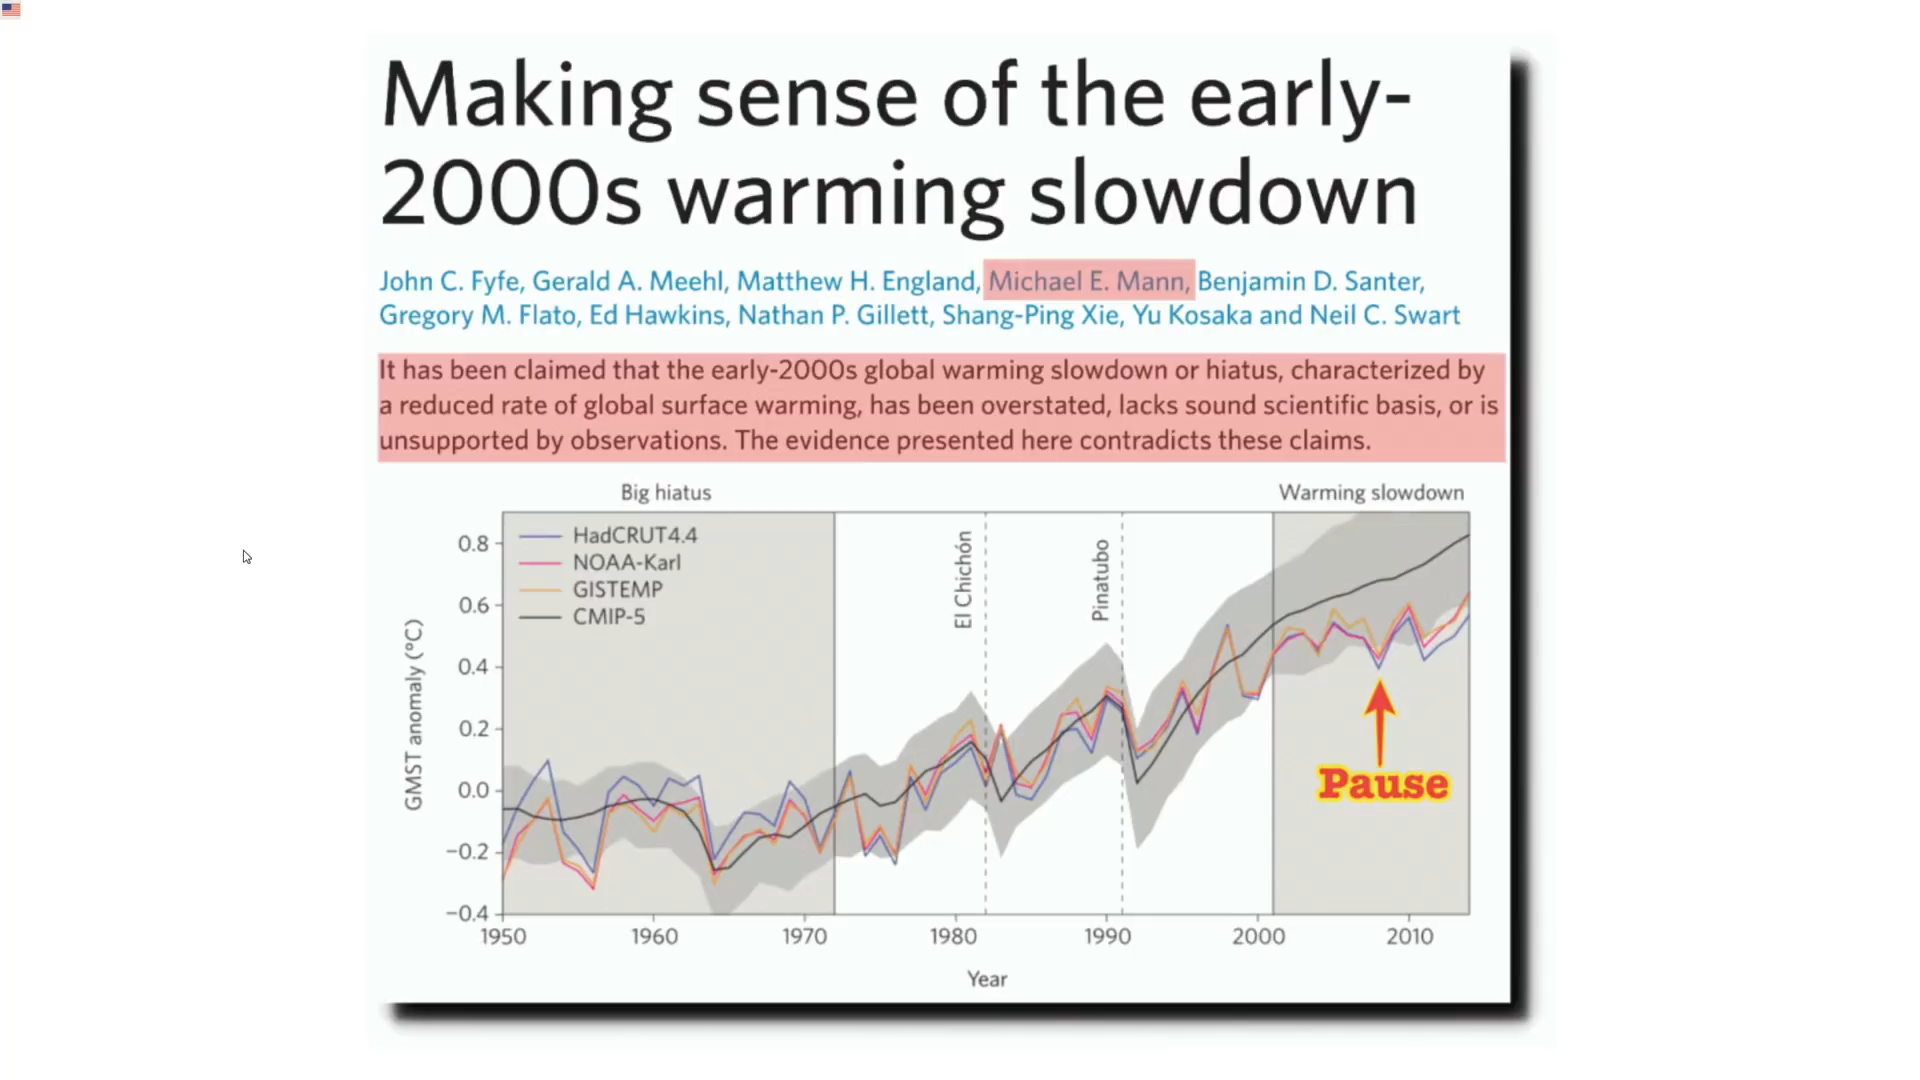 Making sense of the early-
2000s warming slowdown
John C. Fyfe, Gerald A. Meehl, Matthew H. England, Michael E. Mann, Benjamin D. Santer,
Gregory M. Flato, Ed Hawkins, Nathan P. Gillett, Shang-Ping Xie, Yu Kosaka and Neil C. Swart
It has been claimed that the early-2000s global warming slowdown or hiatus, characterized by
a reduced rate of global surface warming, has been overstated, lacks sound scientific basis, or is
unsupported by observations. The evidence presented here contradicts these claims.
Big hiatus
Warming slowdown
HadCRUT4.4
NOAA-Karl
GISTEMP
CMIP-5
El Chichón
Pinatubo
GMST anomaly (°C)
0.8
0.6
0.4
0.2
0.0
−0.2
−0.4
Pause
1950 1960 1970 1980 1990 2000 2010
Year